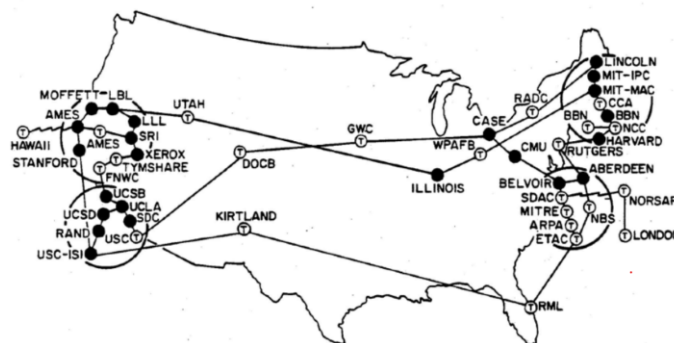 LINCOLN
MIT-IPC
MIT-MAC
T CCA
BBN
BBN T
T NCC
HARVARD
T RUTGERS
ABERDEEN
RADC
T
CASE
WPAFB
T
CMU
BELVOIR
SDAC T
T NORSAR
MITRE T
ARPA T
NBS
T
ETAC T
T LONDON
GWC
T
DOCB
T
ILLINOIS
UTAH
T
MOFFETT
LBL
AMES
LLL
T
HAWAII
T
AMES
SRI
STANFORD
XEROX
T TYMSHARE
T
FNWC
UCSB
UCLA
UCSD
SDC
RAND
USC T
USC-ISI
KIRTLAND
T
T RML